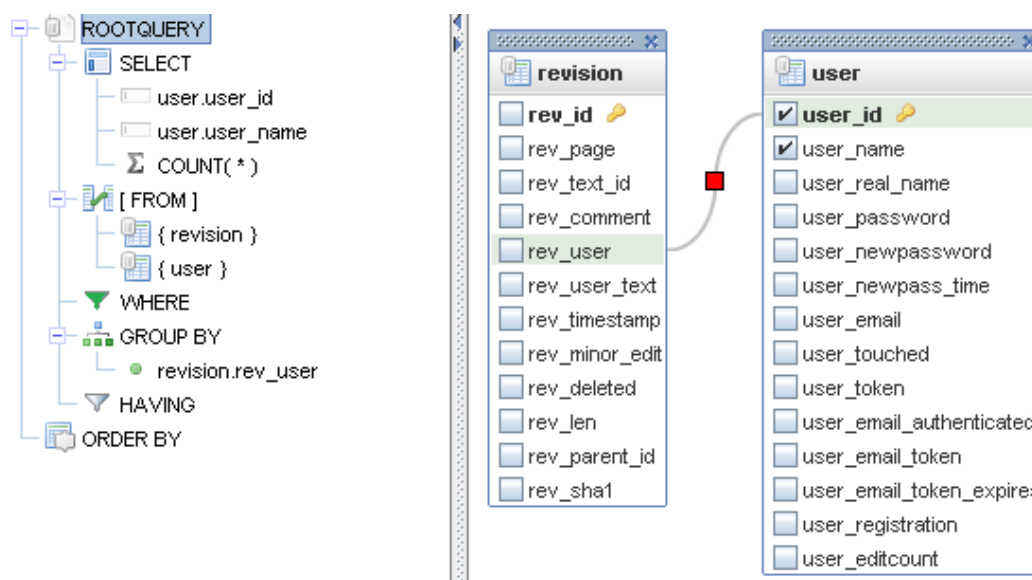 ROOTQUERY
SELECT
user.user_id
user.user_name
Σ COUNT( * )
[ FROM ]
{ revision }
{ user }
WHERE
GROUP BY
revision.rev_user
HAVING
ORDER BY
revision
rev_id
rev_page
rev_text_id
rev_comment
rev_user
rev_user_text
rev_timestamp
rev_minor_edit
rev_deleted
rev_len
rev_parent_id
rev_sha1
user
user_id
user_name
user_real_name
user_password
user_newpassword
user_newpass_time
user_email
user_touched
user_token
user_email_authenticated
user_email_token
user_email_token_expires
user_registration
user_editcount